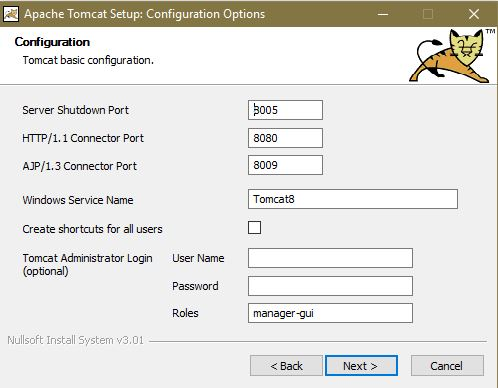 Apache Tomcat Setup: Configuration Options
Configuration
Tomcat basic configuration.
TM
Server Shutdown Port 8005
HTTP/1.1 Connector Port 8080
AJP/1.3 Connector Port 8009
Windows Service Name Tomcat8
Create shortcuts for all users
Tomcat Administrator Login User Name
(optional)
Password
Roles manager-gui
Nullsoft Install System v3.01
< Back Next > Cancel